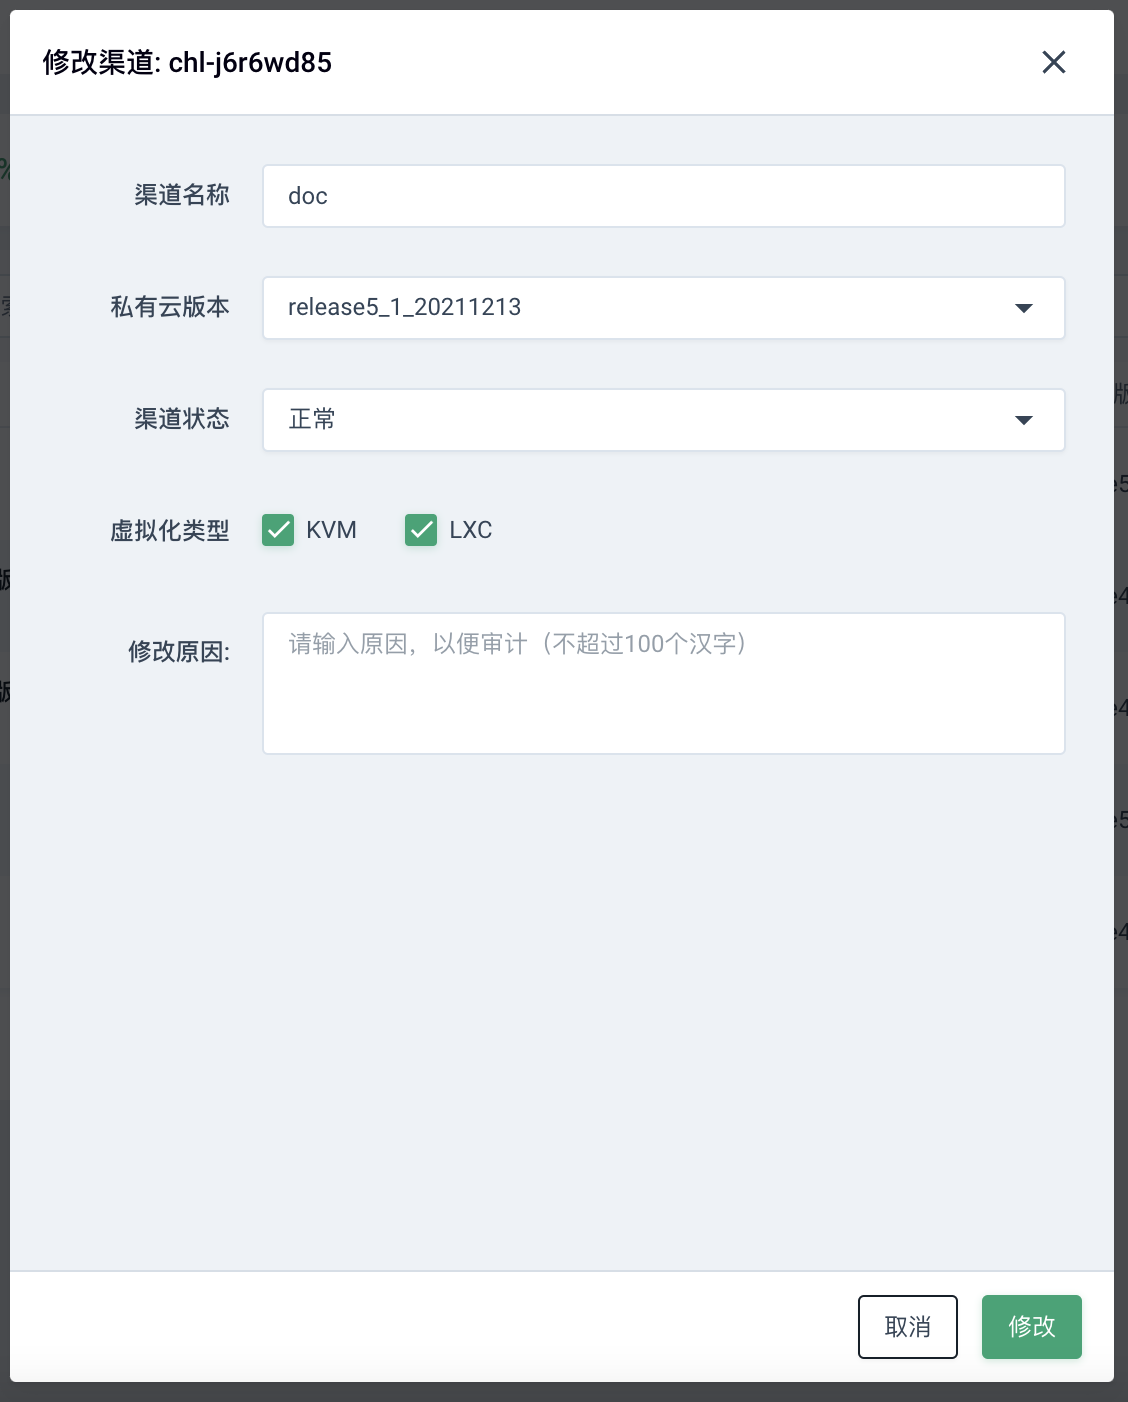 修改渠道: chl-j6r6wd85
渠道名称 doc
私有云版本 release5_1_20211213
渠道状态 正常
虚拟化类型 KVM LXC
修改原因: 请输入原因，以便审计（不超过100个汉字）
取消 修改